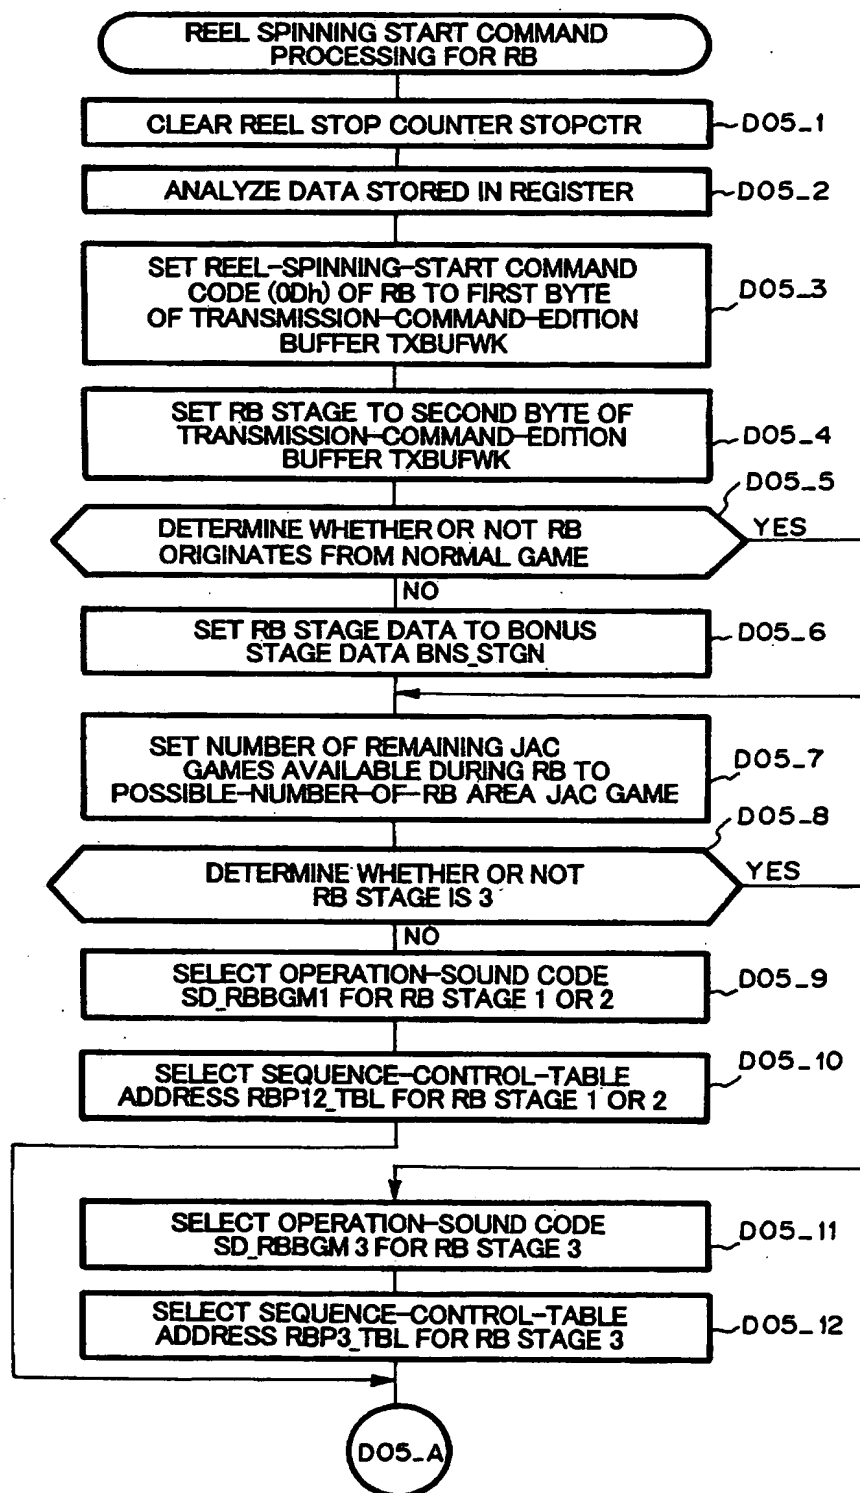 REEL SPINNING START COMMAND
PROCESSING FOR RB
CLEAR REEL STOP COUNTER STOPCTR
D05_1
ANALYZE DATA STORED IN REGISTER
D05_2
SET REEL-SPINNING-START COMMAND
CODE (0Dh) OF RB TO FIRST BYTE
OF TRANSMISSION-COMMAND-EDITION
BUFFER TXBUFWK
D05_3
SET RB STAGE TO SECOND BYTE OF
TRANSMISSION-COMMAND-EDITION
BUFFER TXBUFWK
D05_4
D05_5
DETERMINE WHETHER OR NOT RB
ORIGINATES FROM NORMAL GAME
YES
NO
SET RB STAGE DATA TO BONUS
STAGE DATA BNS_STGN
D05_6
SET NUMBER OF REMAINING JAC
GAMES AVAILABLE DURING RB TO
POSSIBLE-NUMBER-OF-RB AREA JAC GAME
D05_7
D05_8
DETERMINE WHETHER OR NOT
RB STAGE IS 3
YES
NO
SELECT OPERATION-SOUND CODE
SD_RBBGM1 FOR RB STAGE 1 OR 2
D05_9
SELECT SEQUENCE-CONTROL-TABLE
ADDRESS RBP12_TBL FOR RB STAGE 1 OR 2
D05_10
SELECT OPERATION-SOUND CODE
SD_RBBGM 3 FOR RB STAGE 3
D05_11
SELECT SEQUENCE-CONTROL-TABLE
ADDRESS RBP3_TBL FOR RB STAGE 3
D05_12
D05_A